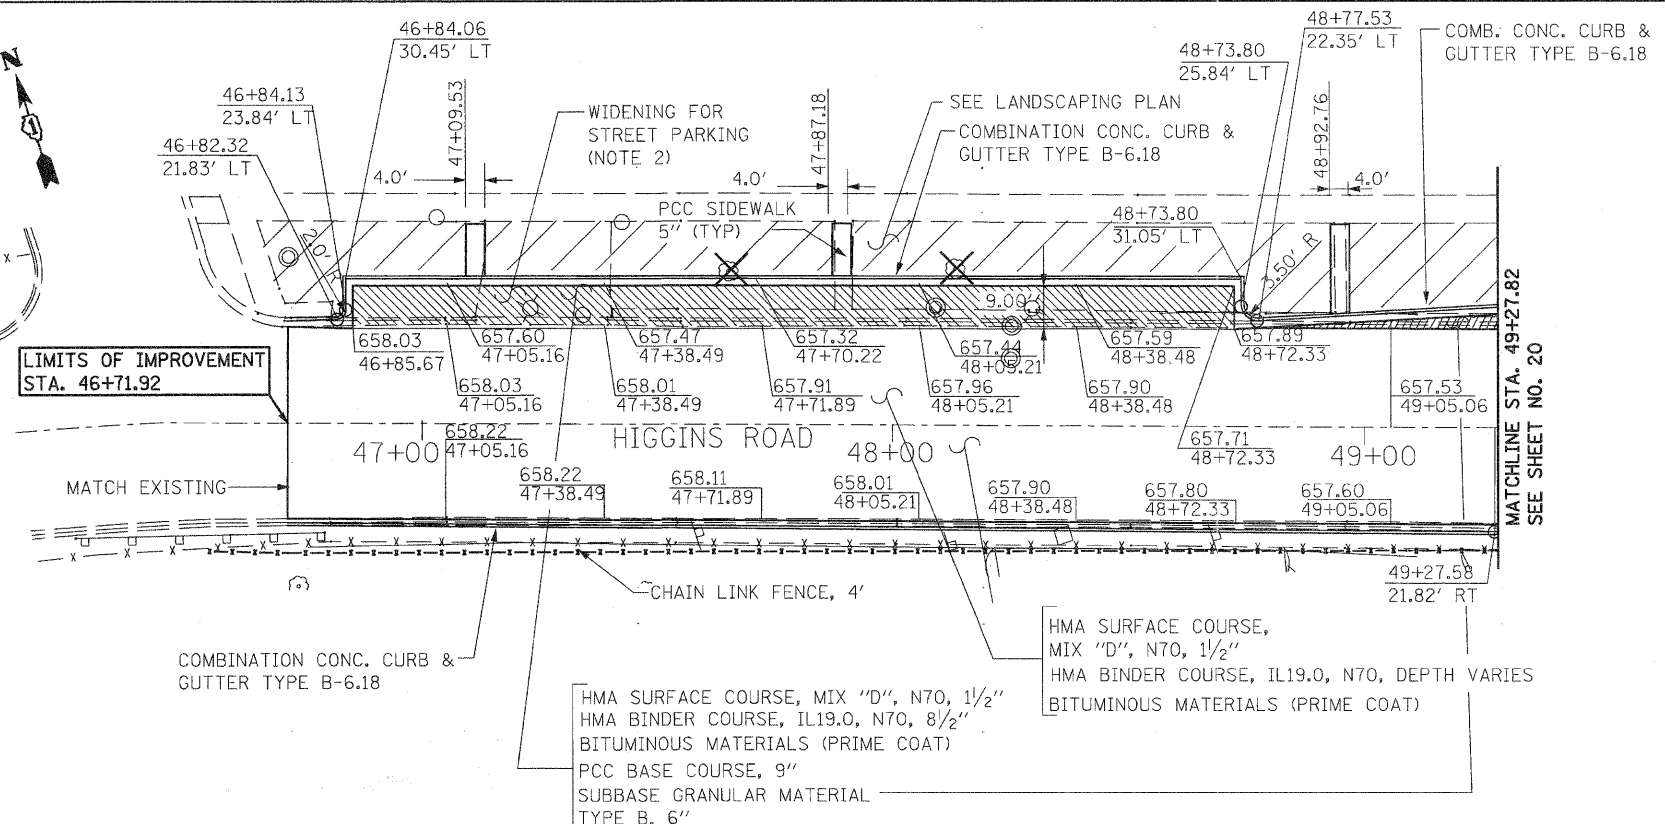 N
46+84.06
30.45' LT
46+84.13
23.84' LT
46+82.32
21.83' LT
47+09.53
4.0'
WIDENING FOR
STREET PARKING
(NOTE 2)
47+87.18
4.0'
PCC SIDEWALK
5" (TYP)
SEE LANDSCAPING PLAN
COMBINATION CONC. CURB &
GUTTER TYPE B-6.18
48+73.80
25.84' LT
48+77.53
22.35' LT
COMB. CONC. CURB &
GUTTER TYPE B-6.18
48+92.76
4.0'
48+73.80
31.05' LT
2.0' R
3.50' R
9.00'
LIMITS OF IMPROVEMENT
STA. 46+71.92
658.03
46+85.67
657.60
47+05.16
657.47
47+38.49
657.32
47+70.22
657.44
48+05.21
657.59
48+38.48
657.89
48+72.33
658.03
47+05.16
658.01
47+38.49
657.91
47+71.89
657.96
48+05.21
657.90
48+38.48
657.53
49+05.06
MATCHLINE STA. 49+27.82
SEE SHEET NO. 20
47+00
658.22
47+05.16
HIGGINS ROAD
48+00
657.71
48+72.33
49+00
MATCH EXISTING
658.22
47+38.49
658.11
47+71.89
658.01
48+05.21
657.90
48+38.48
657.80
48+72.33
657.60
49+05.06
49+27.58
21.82' RT
CHAIN LINK FENCE, 4'
COMBINATION CONC. CURB &
GUTTER TYPE B-6.18
HMA SURFACE COURSE,
MIX "D", N70, 1 1/2"
HMA BINDER COURSE, IL19.0, N70, DEPTH VARIES
BITUMINOUS MATERIALS (PRIME COAT)
HMA SURFACE COURSE, MIX "D", N70, 1 1/2"
HMA BINDER COURSE, IL19.0, N70, 8 1/2"
BITUMINOUS MATERIALS (PRIME COAT)
PCC BASE COURSE, 9"
SUBBASE GRANULAR MATERIAL
TYPE B, 6"